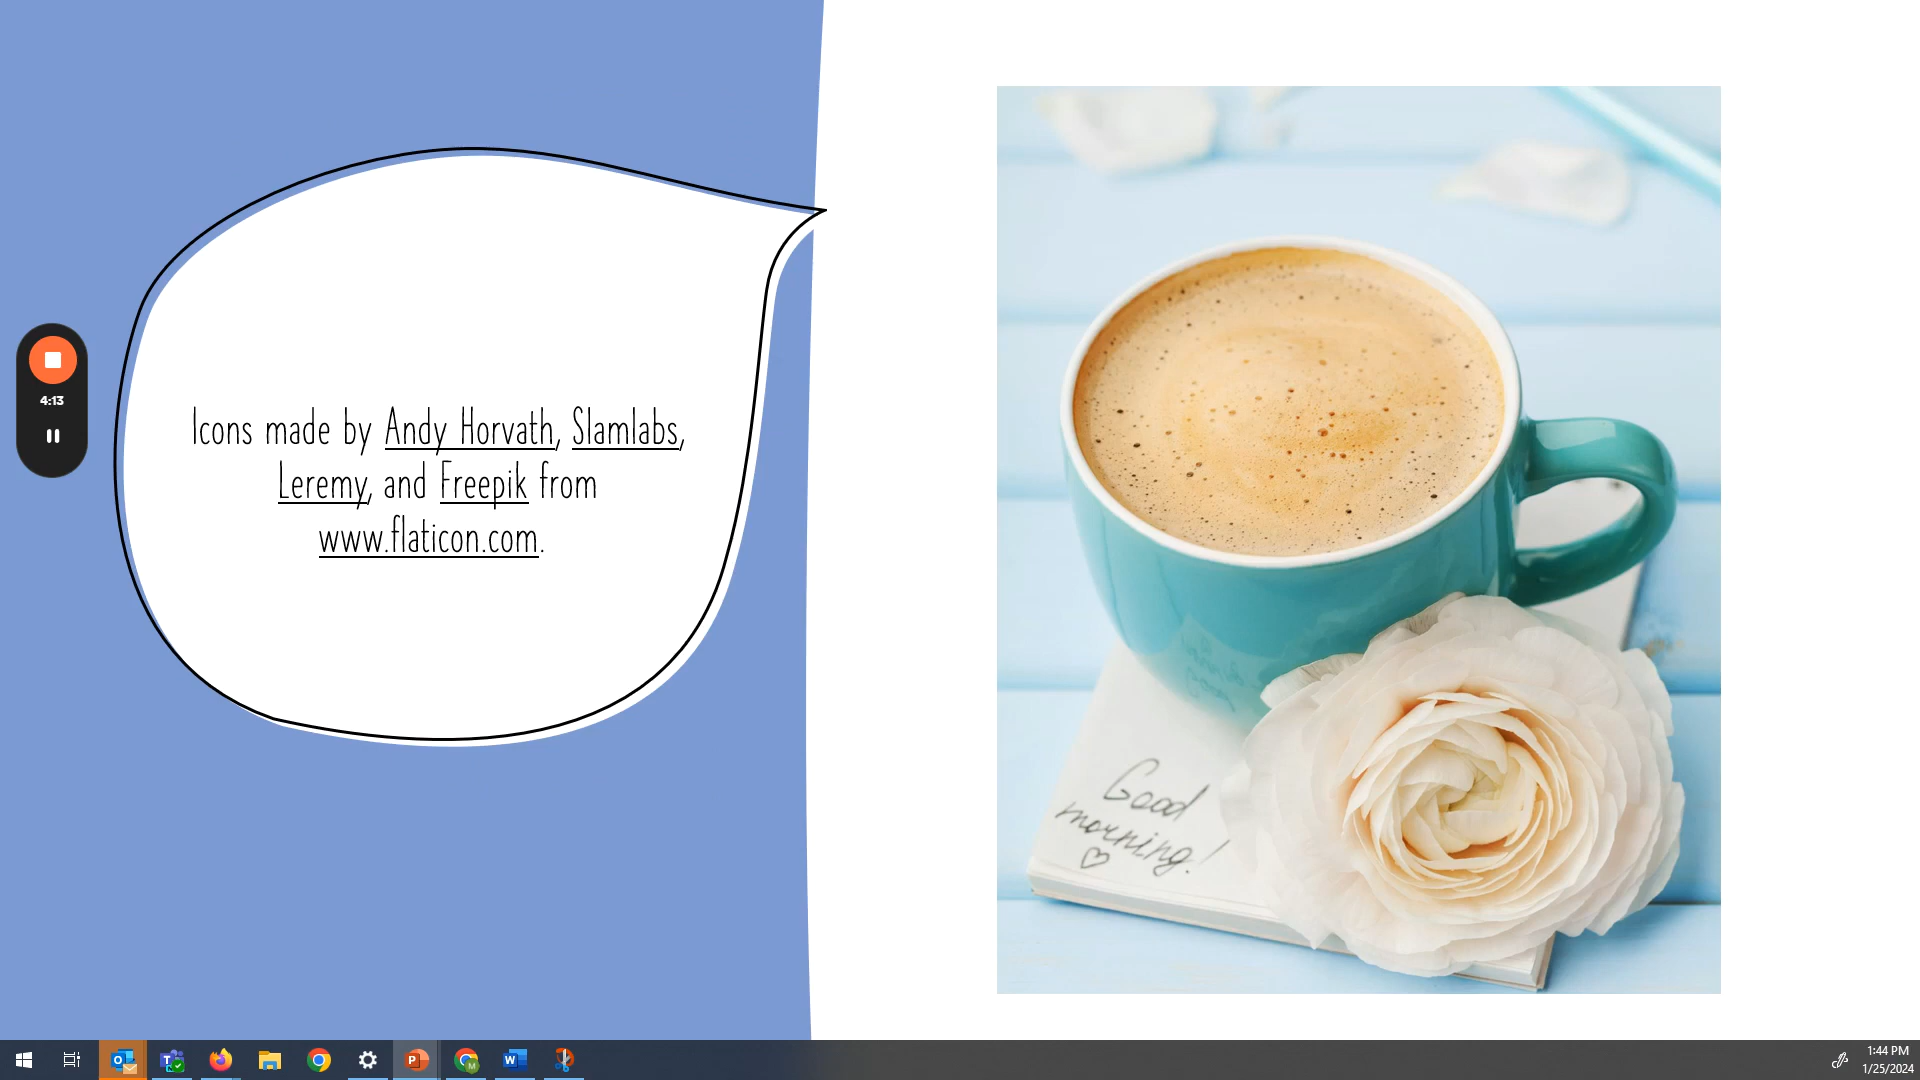 Icons made by Andy Horvath, Slamlabs,
Leremy, and Freepik from
www.flaticon.com.
4:13
Good
morning!
1:44 PM
1/25/2024